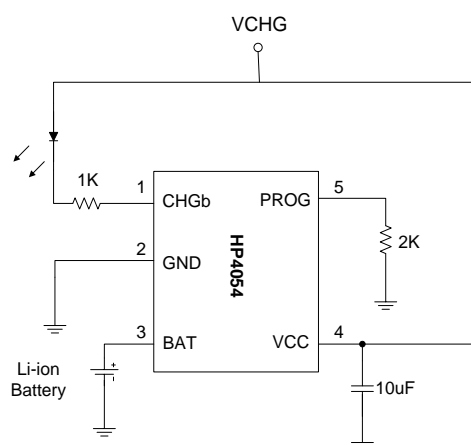 VCHG
1K
1
CHGb
PROG
5
2K
2
GND
HP4054
3
BAT
VCC
4
Li-ion
Battery
10uF